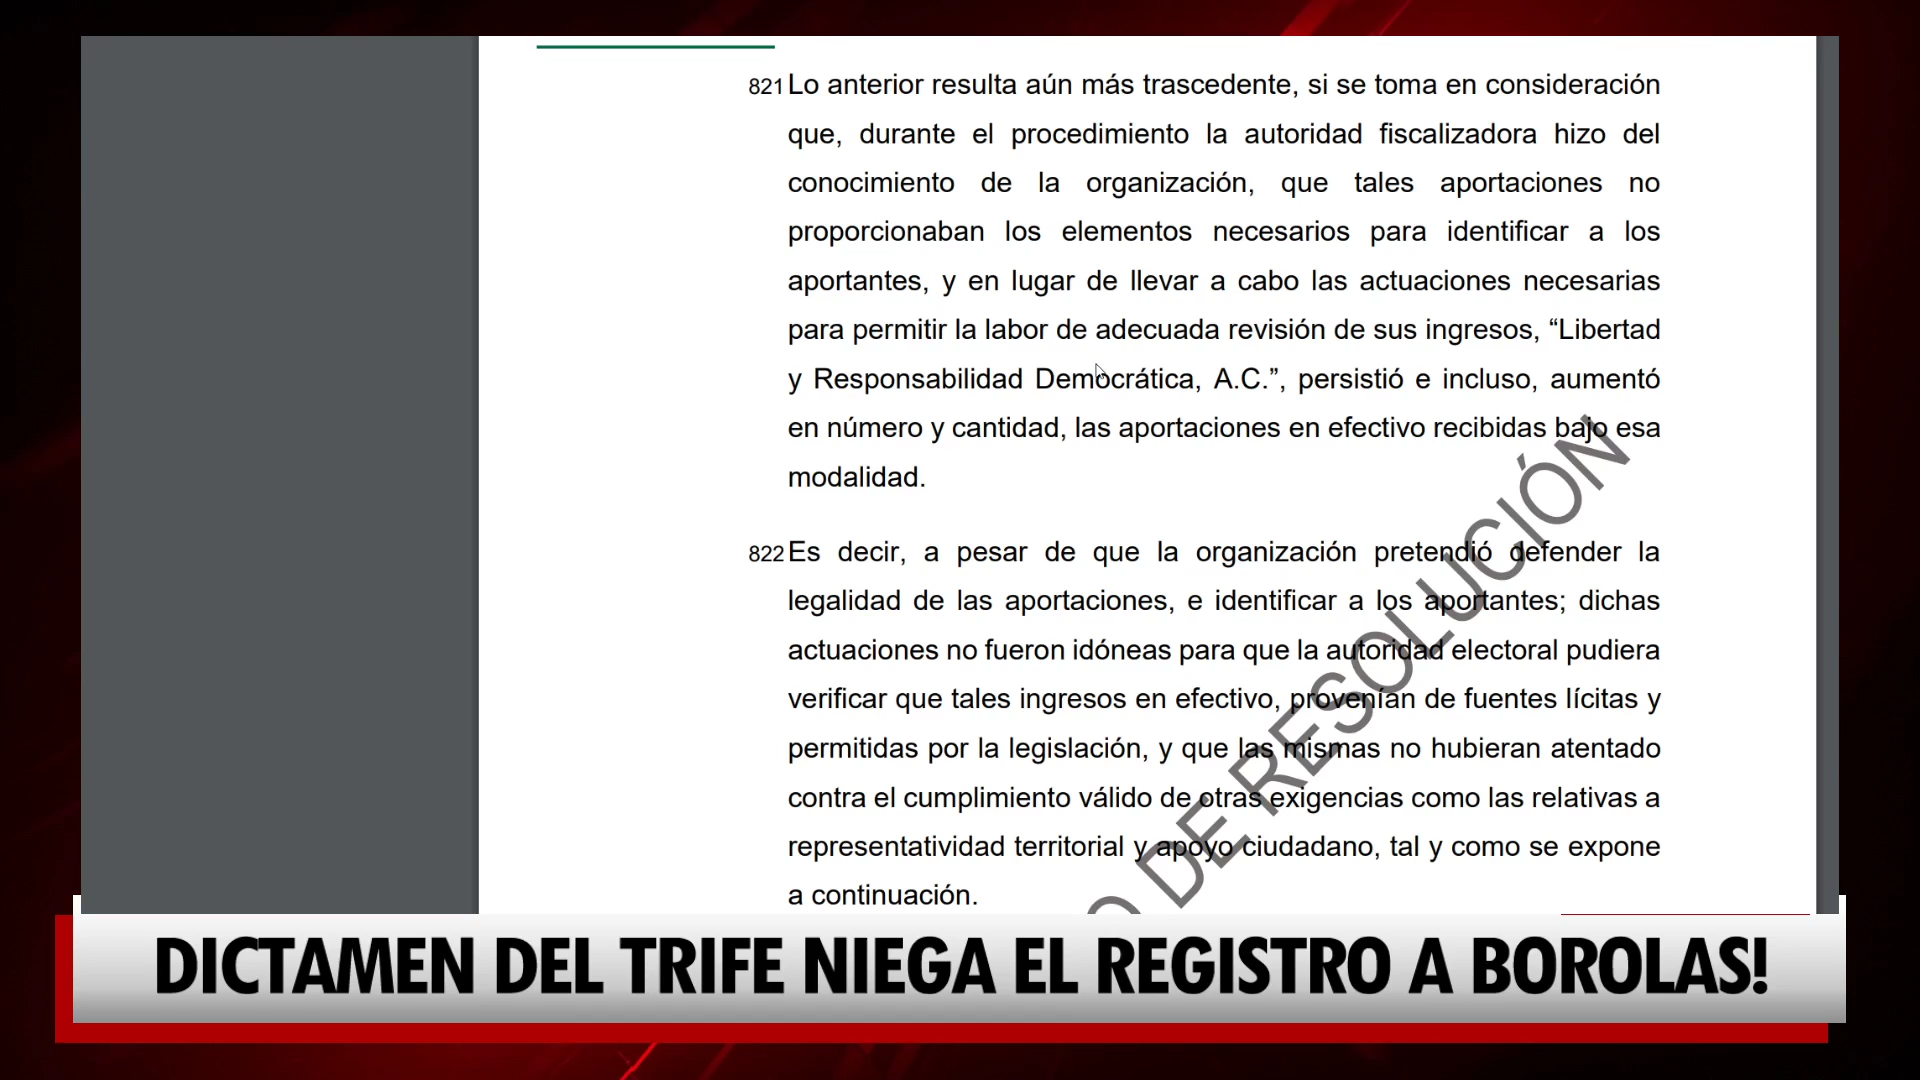 821 Lo anterior resulta aún más trascedente, si se toma en consideración
que, durante el procedimiento la autoridad fiscalizadora hizo del
conocimiento de la organización, que tales aportaciones no
proporcionaban los elementos necesarios para identificar a los
aportantes, y en lugar de llevar a cabo las actuaciones necesarias
para permitir la labor de adecuada revisión de sus ingresos, “Libertad
y Responsabilidad Democrática, A.C.”, persistió e incluso, aumentó
en número y cantidad, las aportaciones en efectivo recibidas bajo esa
modalidad.
822 Es decir, a pesar de que la organización pretendió defender la
legalidad de las aportaciones, e identificar a los aportantes; dichas
actuaciones no fueron idóneas para que la autoridad electoral pudiera
verificar que tales ingresos en efectivo, provenían de fuentes lícitas y
permitidas por la legislación, y que las mismas no hubieran atentado
contra el cumplimiento válido de otras exigencias como las relativas a
representatividad territorial y apoyo ciudadano, tal y como se expone
a continuación.
O DE RESOLUCIÓN
DICTAMEN DEL TRIFE NIEGA EL REGISTRO A BOROLAS!